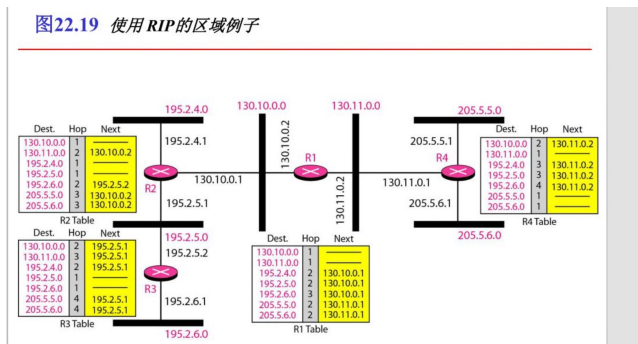 图22.19 使用 RIP的区域例子
195.2.4.0
130.10.0.0
130.11.0.0
205.5.5.0
Dest. Hop Next
130.10.0.0 1
130.11.0.0 2 130.10.0.2
195.2.4.0 1
195.2.5.0 1
195.2.6.0 2 195.2.5.2
205.5.5.0 3 130.10.0.2
205.5.6.0 3 130.10.0.2
R2 Table
195.2.4.1
R2
195.2.5.1
130.10.0.1
130.10.0.2
R1
130.11.0.2
130.11.0.1
205.5.5.1
R4
205.5.6.1
Dest. Hop Next
130.10.0.0 2 130.11.0.2
130.11.0.0 1
195.2.4.0 3 130.11.0.2
195.2.5.0 3 130.11.0.2
195.2.6.0 4 130.11.0.2
205.5.5.0 1
205.5.6.0 1
R4 Table
195.2.5.0
205.5.6.0
Dest. Hop Next
130.10.0.0 2 195.2.5.1
130.11.0.0 3 195.2.5.1
195.2.4.0 2 195.2.5.1
195.2.5.0 1
195.2.6.0 1
205.5.5.0 4 195.2.5.1
205.5.6.0 4 195.2.5.1
R3 Table
195.2.5.2
R3
195.2.6.1
195.2.6.0
Dest. Hop Next
130.10.0.0 1
130.11.0.0 1
195.2.4.0 2 130.10.0.1
195.2.5.0 2 130.10.0.1
195.2.6.0 3 130.10.0.1
205.5.5.0 2 130.11.0.1
205.5.6.0 2 130.11.0.1
R1 Table